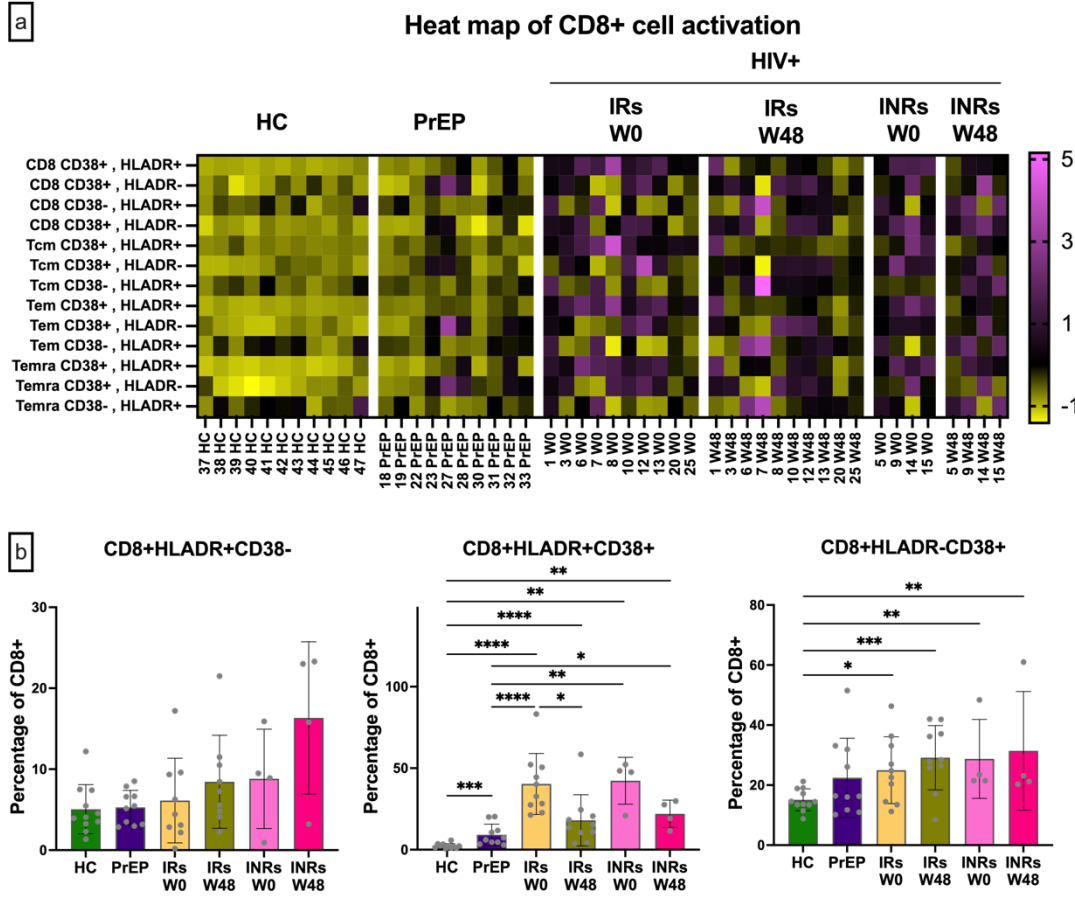 a
Heat map of CD8+ cell activation
HIV+
HC
PrEP
IRs
W0
IRs
W48
INRs
W0
INRs
W48
CD8 CD38+ , HLADR+
CD8 CD38+ , HLADR-
CD8 CD38- , HLADR+
CD8 CD38+ , HLADR-
Tcm CD38+ , HLADR+
Tcm CD38+ , HLADR-
Tcm CD38- , HLADR+
Tem CD38+ , HLADR+
Tem CD38+ , HLADR-
Tem CD38- , HLADR+
Temra CD38+ , HLADR+
Temra CD38+ , HLADR-
Temra CD38- , HLADR+
5
3
1
-1
37 HC
38 HC
39 HC
40 HC
41 HC
42 HC
43 HC
44 HC
45 HC
46 HC
47 HC
18 PrEP
19 PrEP
22 PrEP
23 PrEP
27 PrEP
28 PrEP
30 PrEP
31 PrEP
32 PrEP
33 PrEP
1 W0
3 W0
6 W0
7 W0
8 W0
10 W0
12 W0
13 W0
20 W0
25 W0
1 W48
3 W48
6 W48
7 W48
8 W48
10 W48
12 W48
13 W48
20 W48
25 W48
5 W0
9 W0
14 W0
15 W0
5 W48
9 W48
14 W48
15 W48
b
CD8+HLADR+CD38-
Percentage of CD8+
30
20
10
0
HC
PrEP
IRs
W0
IRs
W48
INRs
W0
INRs
W48
CD8+HLADR+CD38+
Percentage of CD8+
100
50
0
**
**
****
****
*
**
****
*
***
HC
PrEP
IRs
W0
IRs
W48
INRs
W0
INRs
W48
CD8+HLADR-CD38+
Percentage of CD8+
80
60
40
20
0
**
**
***
*
HC
PrEP
IRs
W0
IRs
W48
INRs
W0
INRs
W48